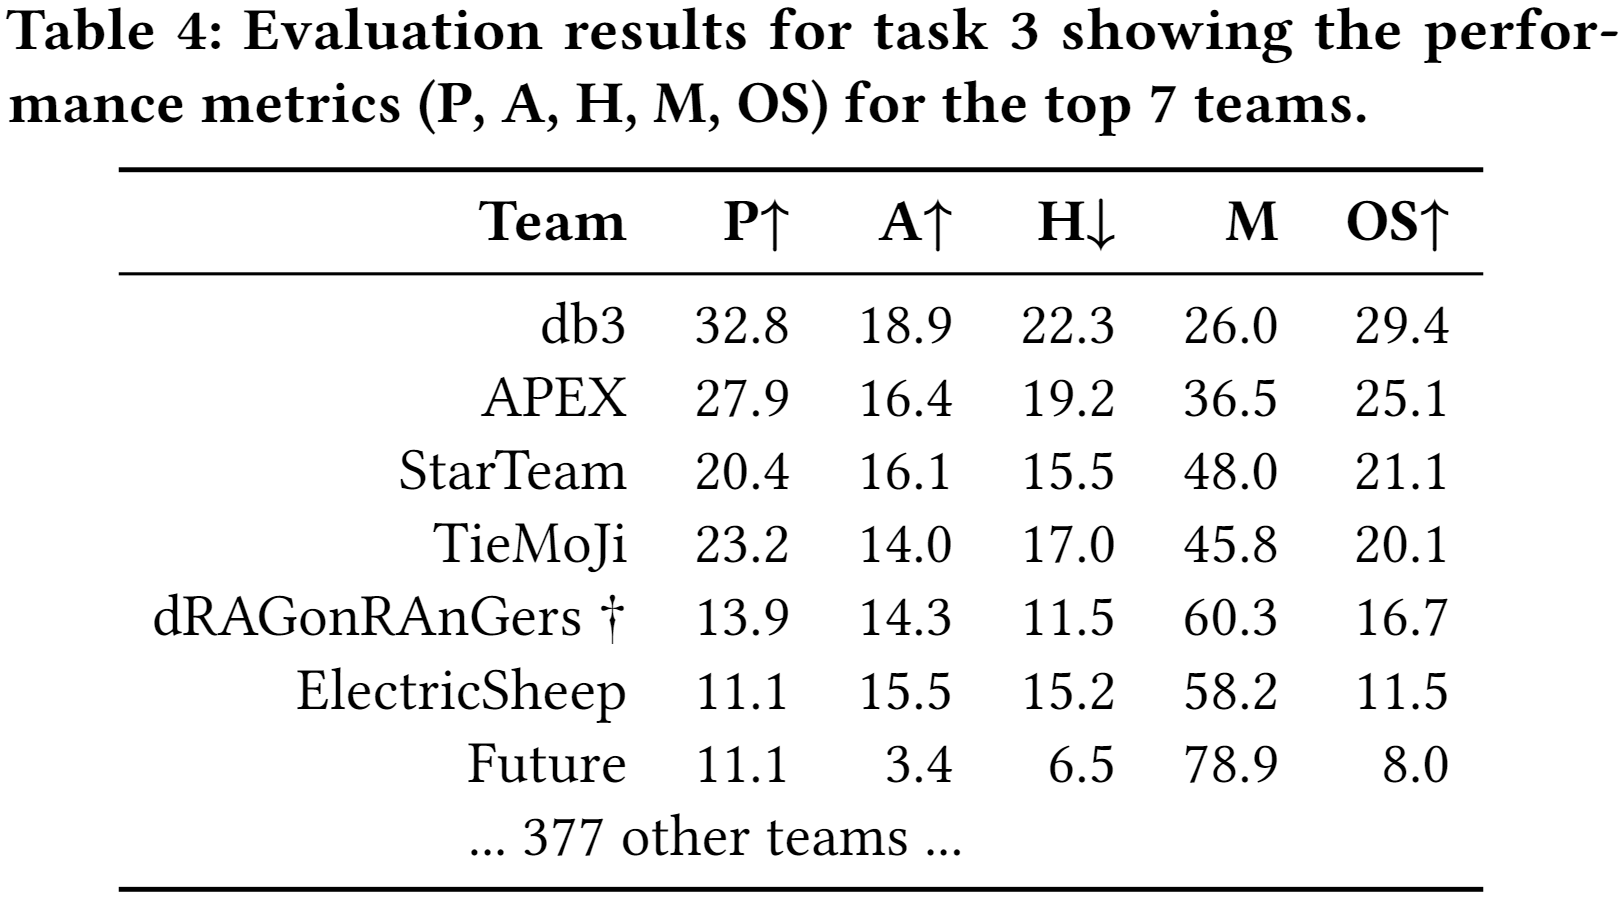 Table 4: Evaluation results for task 3 showing the perfor-
mance metrics (P, A, H, M, OS) for the top 7 teams.
Team P↑ A↑ H↓ M OS↑
db3 32.8 18.9 22.3 26.0 29.4
APEX 27.9 16.4 19.2 36.5 25.1
StarTeam 20.4 16.1 15.5 48.0 21.1
TieMoJi 23.2 14.0 17.0 45.8 20.1
dRAGonRAnGers † 13.9 14.3 11.5 60.3 16.7
ElectricSheep 11.1 15.5 15.2 58.2 11.5
Future 11.1 3.4 6.5 78.9 8.0
... 377 other teams ...